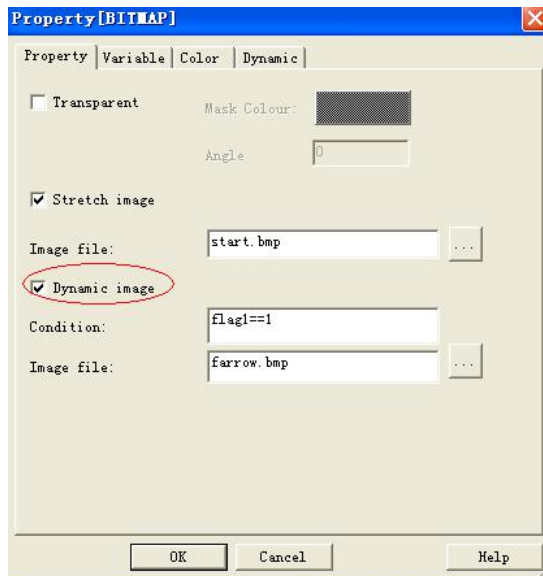 Property[BITMAP]
Property Variable Color Dynamic
Transparent
Mask Colour:
Angle 0
Stretch image
Image file: start.bmp ...
Dynamic image
Condition: flag1==1
Image file: farrow.bmp ...
OK Cancel Help